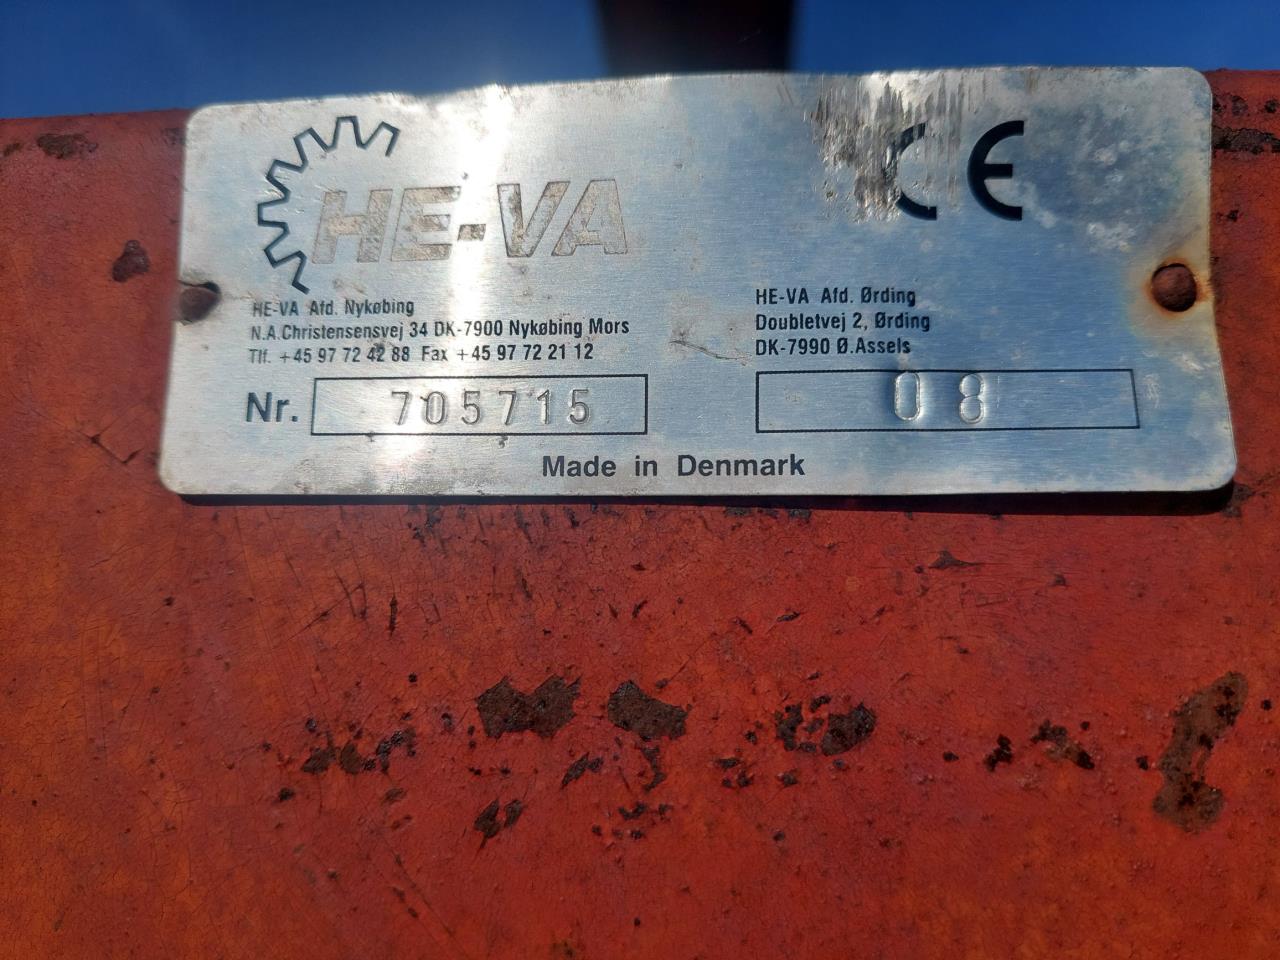 HE-VA
CE
HE-VA Afd. Nykøbing
N.A.Christensensvej 34 DK-7900 Nykøbing Mors
Tlf. +45 97 72 42 88 Fax +45 97 72 21 12
HE-VA Afd. Ørding
Doubletvej 2, Ørding
DK-7990 Ø.Assels
Nr. 705715
08
Made in Denmark